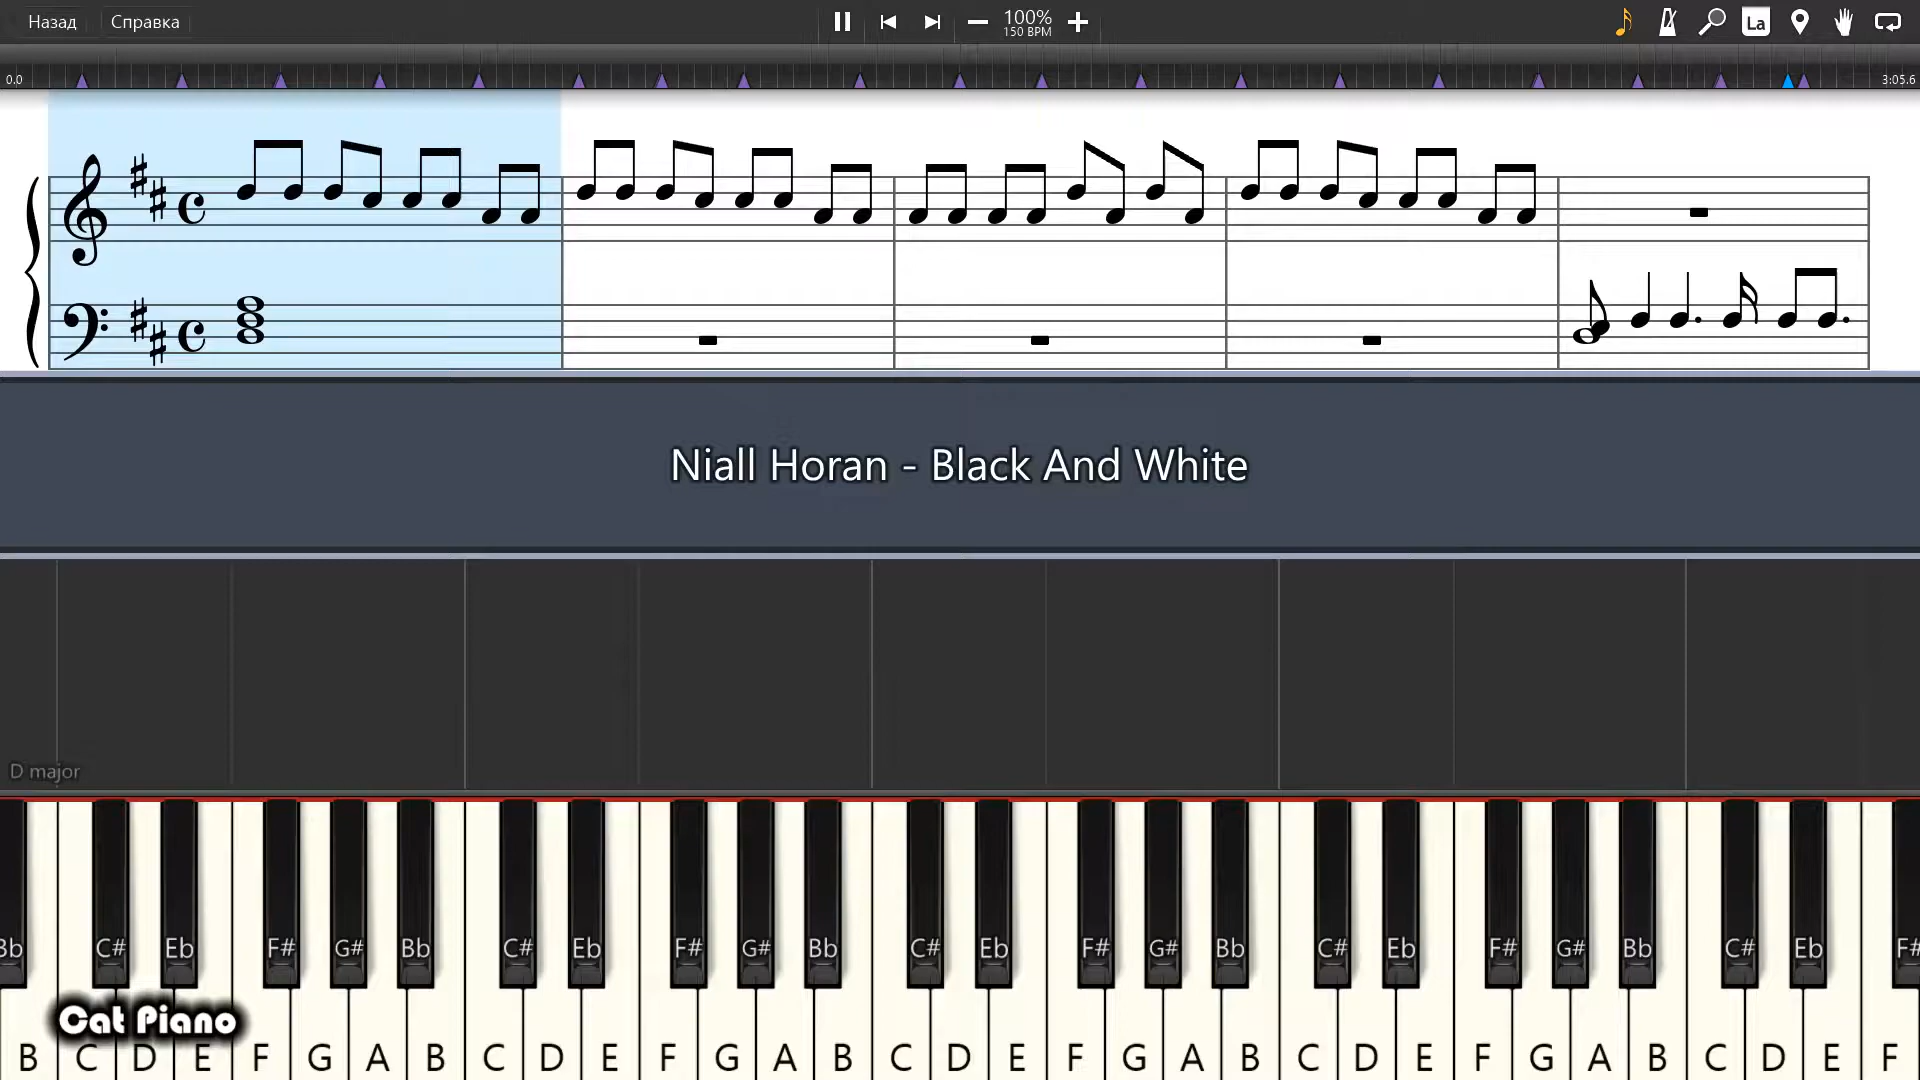 Назад Справка
100%
150 BPM
La
0.0 3:05.6
Niall Horan - Black And White
D major
Bb C# Eb F# G# Bb C# Eb F# G# Bb C# Eb F# G# Bb C# Eb F# G# Bb C# Eb F#
Cat Piano
B C D E F G A B C D E F G A B C D E F G A B C D E F G A B C D E F